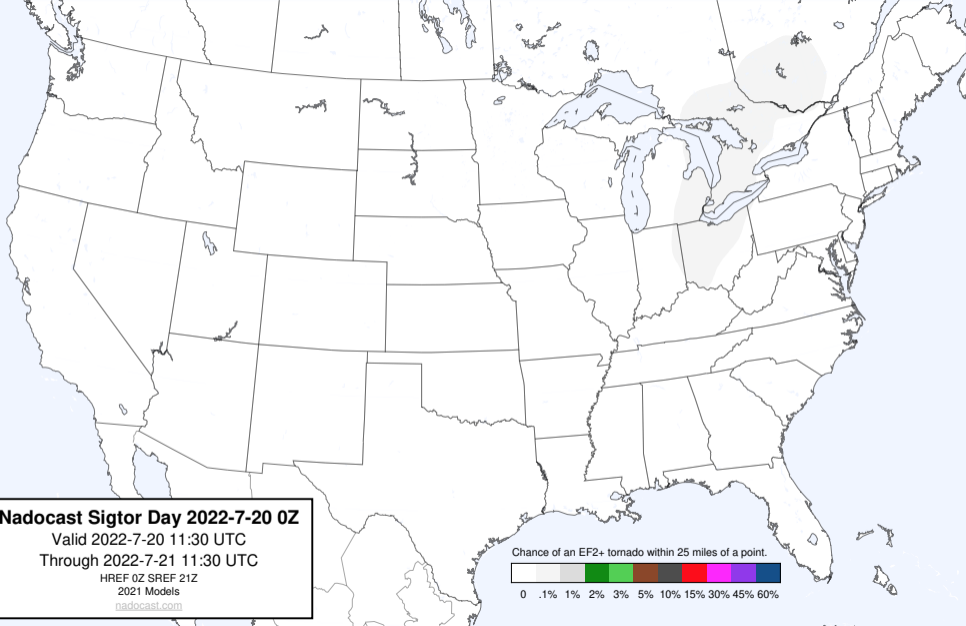 Nadocast Sigtor Day 2022-7-20 0Z
Valid 2022-7-20 11:30 UTC
Through 2022-7-21 11:30 UTC
HREF 0Z SREF 21Z
2021 Models
nadocast.com
Chance of an EF2+ tornado within 25 miles of a point.
0 .1% 1% 2% 3% 5% 10% 15% 30% 45% 60%